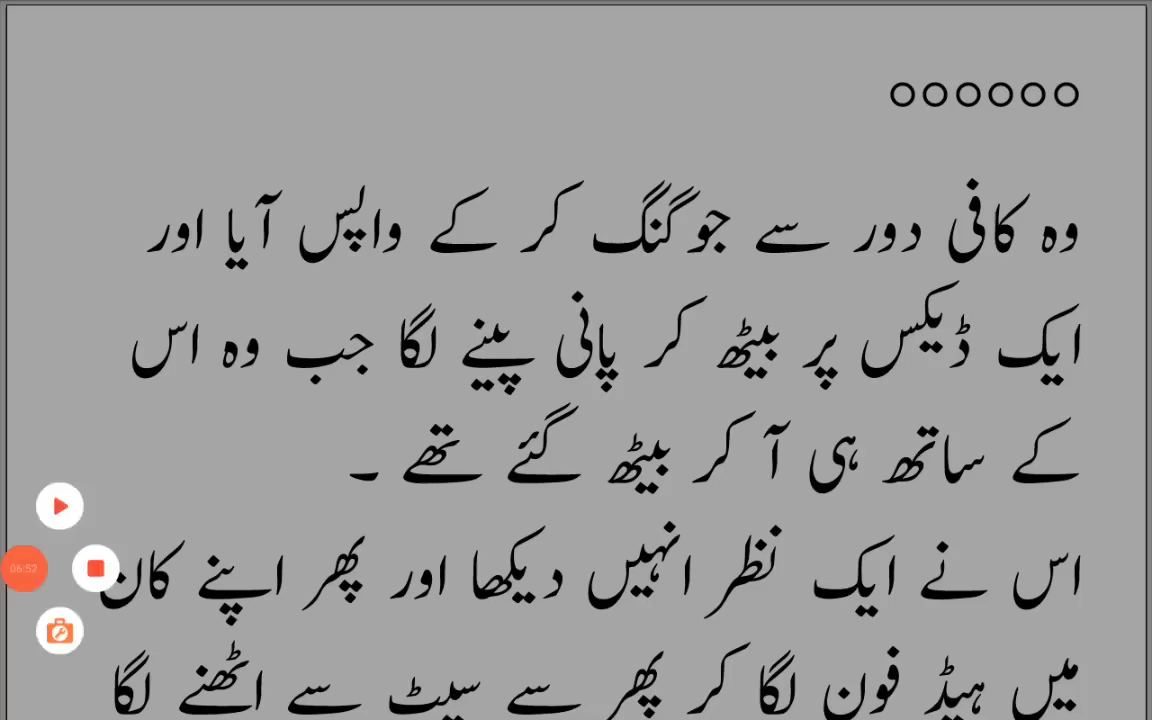 ○○○○○○
وہ کافی دور سے جوگنگ کر کے واپس آیا اور
ایک ڈیکس پر بیٹھ کر پانی پینے لگا جب وہ اس
کے ساتھ ہی آ کر بیٹھ گئے تھے ۔
اس نے ایک نظر انہیں دیکھا اور پھر اپنے کان
میں ہیڈ فون لگا کر پھر سے سیٹ سے اٹھنے لگا
06:52